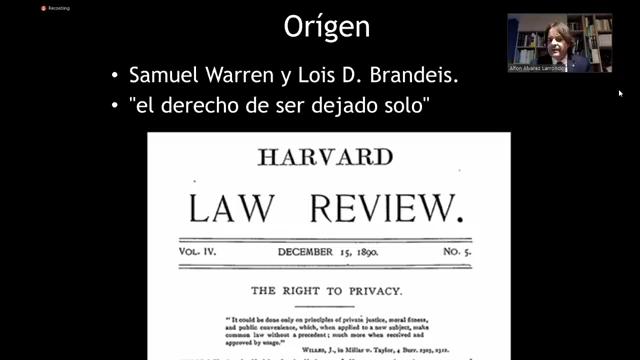 Recording
Orígen
• Samuel Warren y Lois D. Brandeis.
• "el derecho de ser dejado solo"
Alfon Alvarez Larrondo
HARVARD
LAW REVIEW.
VOL. IV. DECEMBER 15, 1890. NO. 5.
THE RIGHT TO PRIVACY.
"It could be done only on principles of private justice, moral fitness,
and public convenience, which, when applied to a new subject, make
common law without a precedent; much more when received and
approved by usage."
WILLES, J., in Millar v. Taylor, 4 Burr. 2303, 2312.